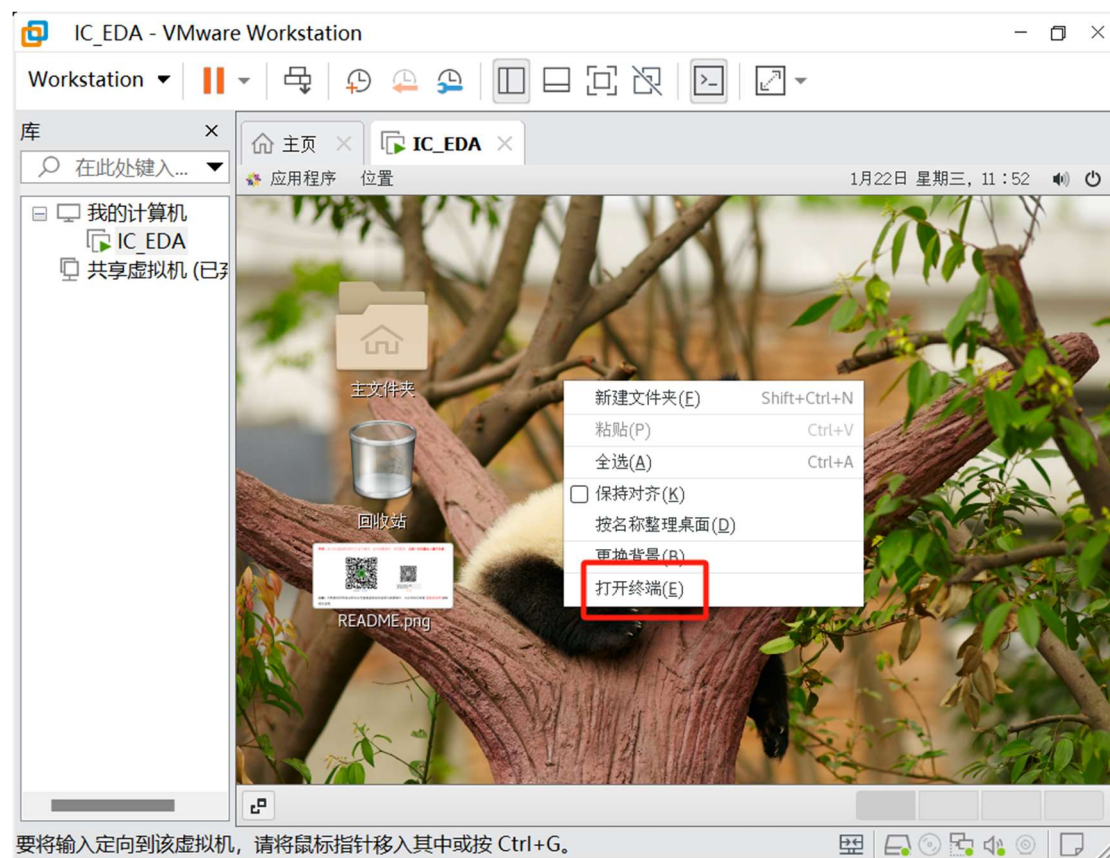 IC_EDA - VMware Workstation
Workstation
库
在此处键入...
主页
IC_EDA
应用程序 位置
1月22日 星期三，11：52
我的计算机
IC_EDA
共享虚拟机 (已
主文件夹
回收站
README.png
新建文件夹(F) Shift+Ctrl+N
粘贴(P) Ctrl+V
全选(A) Ctrl+A
保持对齐(K)
按名称整理桌面(D)
更换背景(B)
打开终端(E)
要将输入定向到该虚拟机，请将鼠标指针移入其中或按 Ctrl+G。